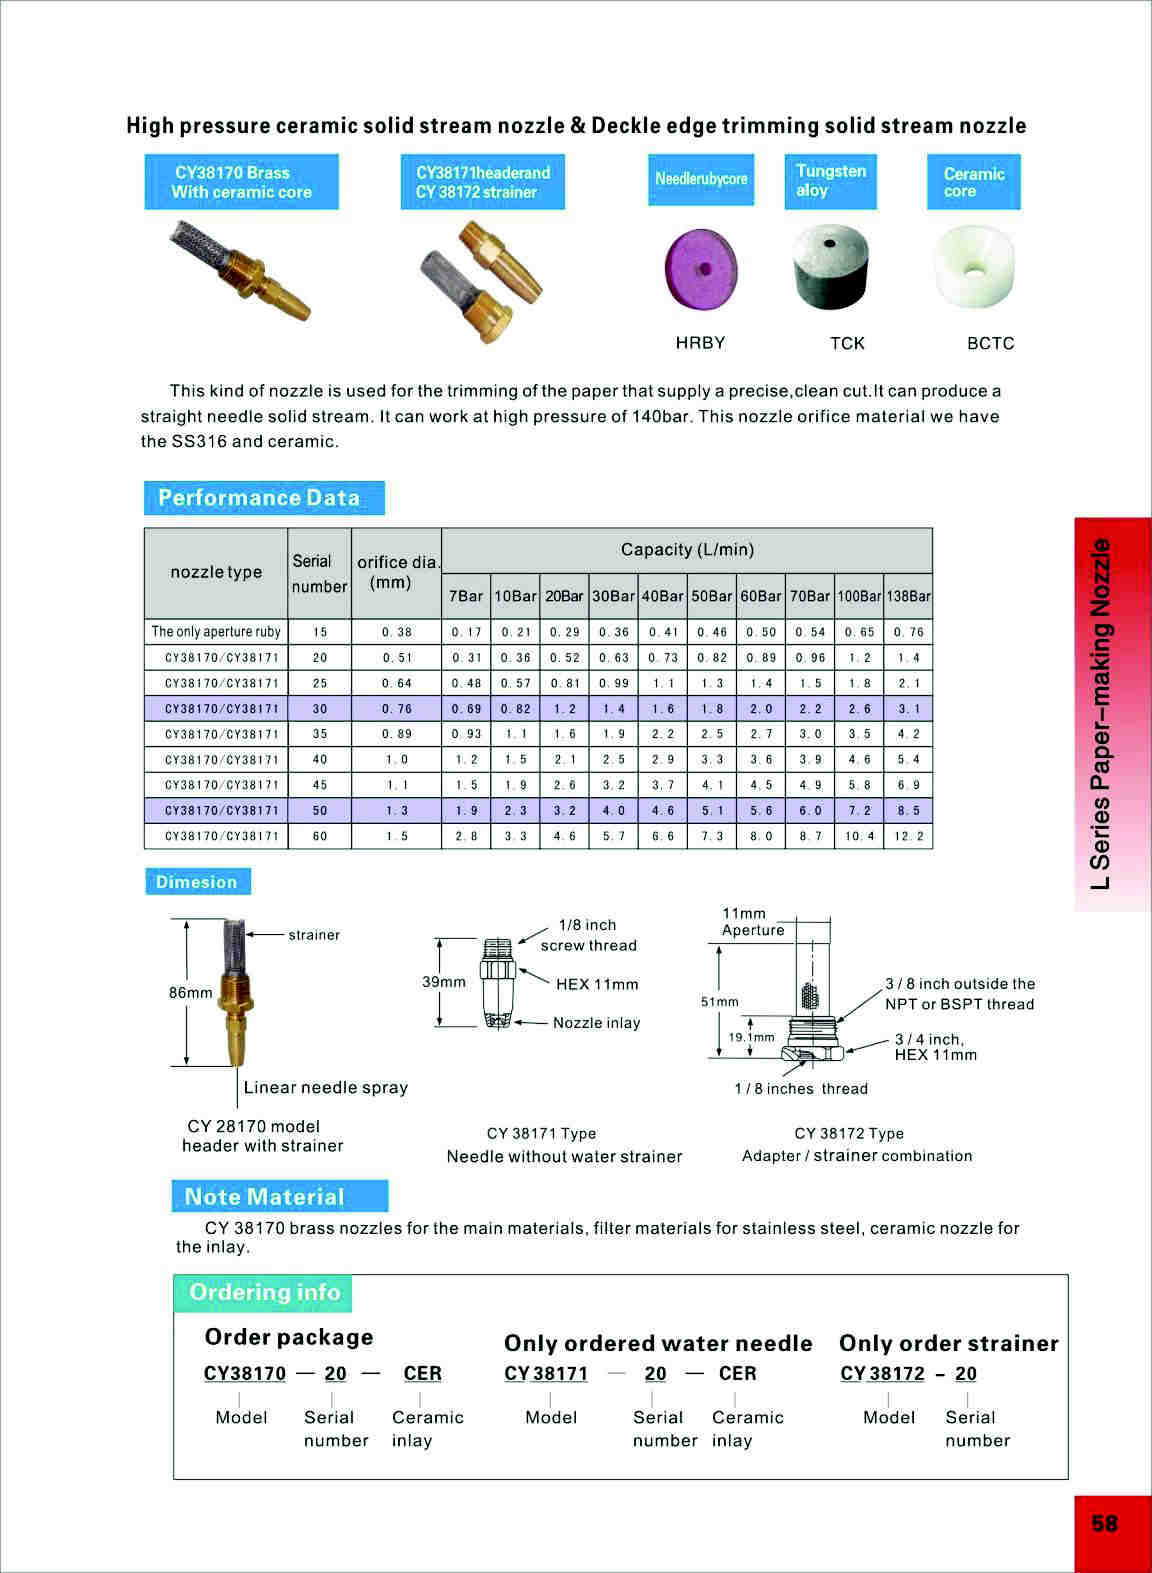 High pressure ceramic solid stream nozzle & Deckle edge trimming solid stream nozzle
CY38170 Brass
With ceramic core
CY38171headerand
CY 38172 strainer
Needlerubycore
Tungsten
aloy
Ceramic
core
HRBY
TCK
BCTC
This kind of nozzle is used for the trimming of the paper that supply a precise,clean cut.It can produce a
straight needle solid stream. It can work at high pressure of 140bar. This nozzle orifice material we have
the SS316 and ceramic.
Performance Data
nozzle type
Serial
number
orifice dia.
(mm)
Capacity (L/min)
7Bar 10Bar 20Bar 30Bar 40Bar 50Bar 60Bar 70Bar 100Bar 138Bar
The only aperture ruby 15 0.38 0.17 0.21 0.29 0.36 0.41 0.46 0.50 0.54 0.65 0.76
CY38170/CY38171 20 0.51 0.31 0.36 0.52 0.63 0.73 0.82 0.89 0.96 1.2 1.4
CY38170/CY38171 25 0.64 0.48 0.57 0.81 0.99 1.1 1.3 1.4 1.5 1.8 2.1
CY38170/CY38171 30 0.76 0.69 0.82 1.2 1.4 1.6 1.8 2.0 2.2 2.6 3.1
CY38170/CY38171 35 0.89 0.93 1.1 1.6 1.9 2.2 2.5 2.7 3.0 3.5 4.2
CY38170/CY38171 40 1.0 1.2 1.5 2.1 2.5 2.9 3.3 3.6 3.9 4.6 5.4
CY38170/CY38171 45 1.1 1.5 1.9 2.6 3.2 3.7 4.1 4.5 4.9 5.8 6.9
CY38170/CY38171 50 1.3 1.9 2.3 3.2 4.0 4.6 5.1 5.6 6.0 7.2 8.5
CY38170/CY38171 60 1.5 2.8 3.3 4.6 5.7 6.6 7.3 8.0 8.7 10.4 12.2
L Series Paper-making Nozzle
Dimesion
strainer
86mm
Linear needle spray
CY 28170 model
header with strainer
1/8 inch
screw thread
39mm
HEX 11mm
Nozzle inlay
CY 38171 Type
Needle without water strainer
11mm
Aperture
51mm
19.1mm
3 / 8 inch outside the
NPT or BSPT thread
3 / 4 inch,
HEX 11mm
1 / 8 inches thread
CY 38172 Type
Adapter / strainer combination
Note Material
CY 38170 brass nozzles for the main materials, filter materials for stainless steel, ceramic nozzle for
the inlay.
Ordering info
Order package
CY38170 — 20 — CER
Model Serial Ceramic
number inlay
Only ordered water needle
CY 38171 — 20 — CER
Model Serial Ceramic
number inlay
Only order strainer
CY 38172 - 20
Model Serial
number
58